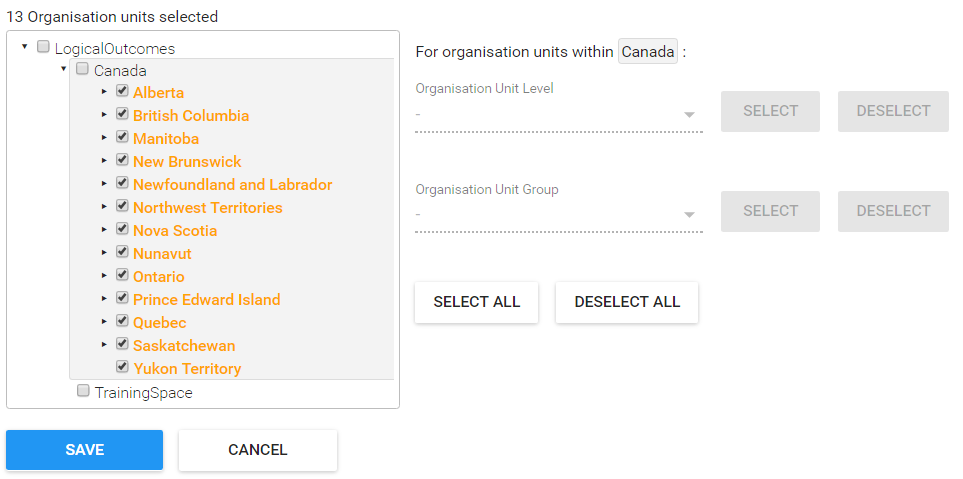 13 Organisation units selected
LogicalOutcomes
Canada
Alberta
British Columbia
Manitoba
New Brunswick
Newfoundland and Labrador
Northwest Territories
Nova Scotia
Nunavut
Ontario
Prince Edward Island
Quebec
Saskatchewan
Yukon Territory
TrainingSpace
SAVE CANCEL
For organisation units within Canada :
Organisation Unit Level
- SELECT DESELECT
Organisation Unit Group
- SELECT DESELECT
SELECT ALL DESELECT ALL